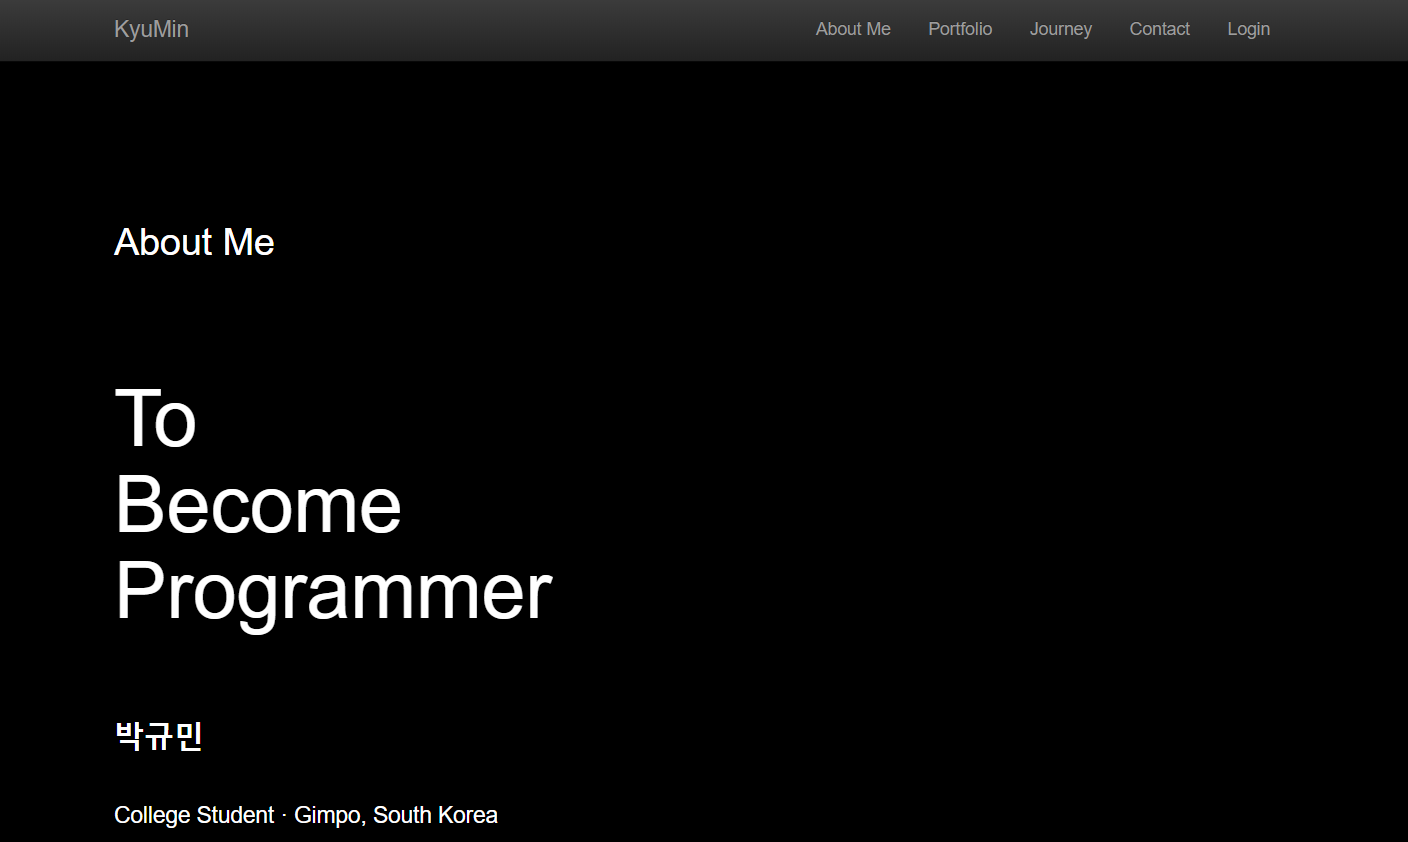 KyuMin
About Me
Portfolio
Journey
Contact
Login
About Me
To
Become
Programmer
박규민
College Student · Gimpo, South Korea